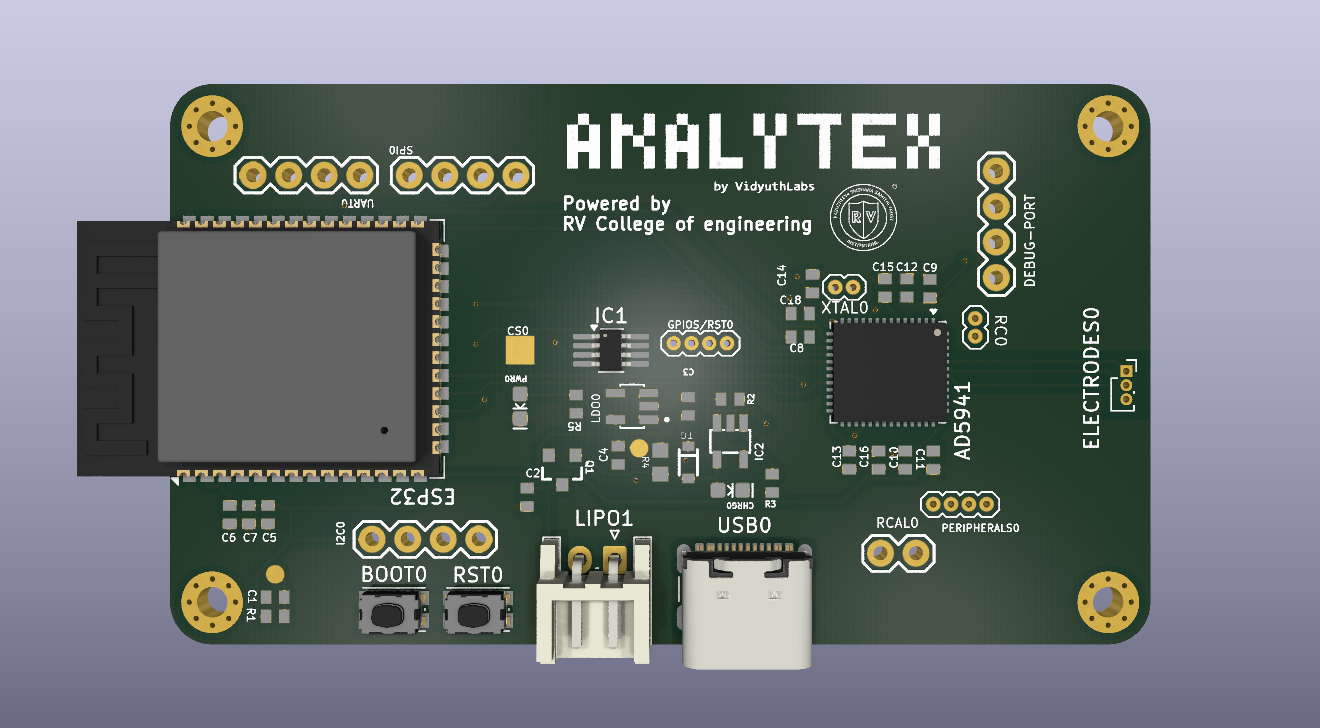 ANALYTEX
by VidyuthLabs
Powered by
RV College of engineering
RV
SPI0
UART0
DEBUG-PORT
C14
C15 C12 C9
C18
XTAL0
C8
RC0
IC1
GPIOS/RST0
CS0
C3
PWR0
LDO0
R5
R2
ELECTRODES0
AD5941
IC2
C4
R4
Q1
C2
C13
C16
C10
C11
CHRG0
R3
ESP32
LIPO1
USB0
RCAL0
PERIPHERALS0
C6 C7 C5
I2C0
BOOT0
RST0
C1
R1